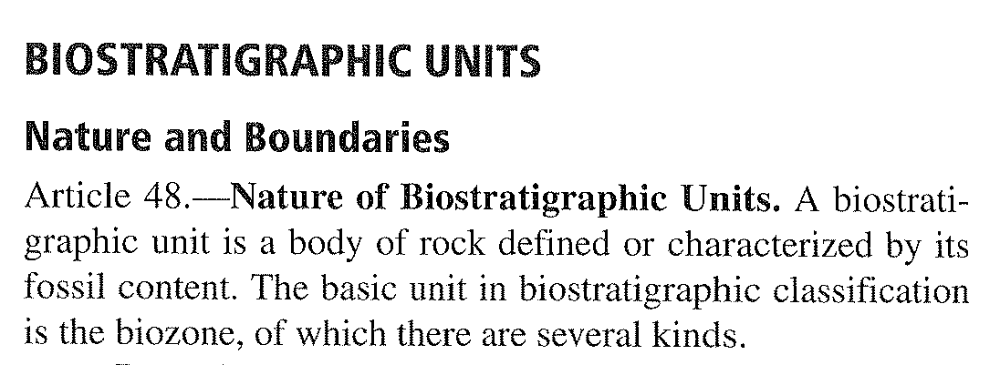 BIOSTRATIGRAPHIC UNITS
Nature and Boundaries
Article 48.—Nature of Biostratigraphic Units. A biostrati-
graphic unit is a body of rock defined or characterized by its
fossil content. The basic unit in biostratigraphic classification
is the biozone, of which there are several kinds.